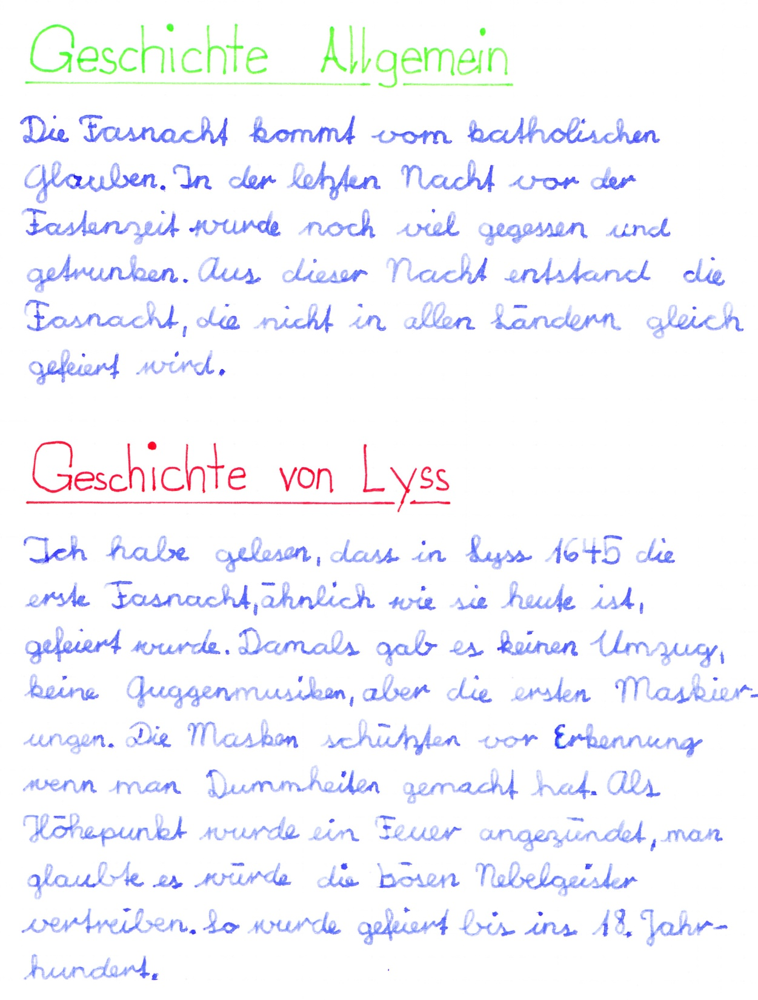 Geschichte Allgemein
Die Fasnacht kommt vom katholischen
Glauben. In der letzten Nacht vor der
Fastenzeit wurde noch viel gegessen und
getrunken. Aus dieser Nacht entstand die
Fasnacht, die nicht in allen Ländern gleich
gefeiert wird.
Geschichte von Lyss
Ich habe gelesen, dass in Lyss 1645 die
erste Fasnacht, ähnlich wie sie heute ist,
gefeiert wurde. Damals gab es keinen Umzug,
keine Guggenmusiken, aber die ersten Maskier-
ungen. Die Masken schützten vor Erkennung
wenn man Dummheiten gemacht hat. Als
Höhepunkt wurde ein Feuer angezündet, man
glaubte es würde die bösen Nebelgeister
vertreiben. So wurde gefeiert bis ins 18. Jahr-
hundert.